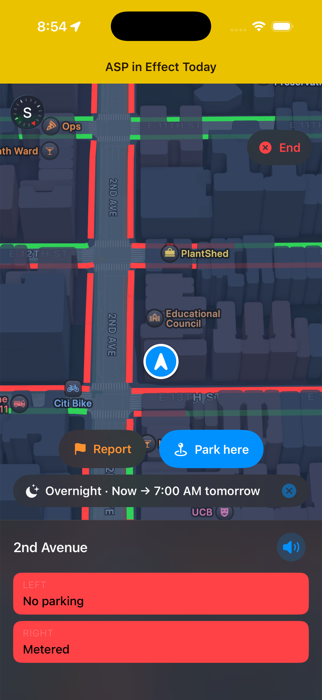 8:54
ASP in Effect Today
S
Ops
th Ward
End
2ND AVE
PlantShed
2ND AVE
Educational
Council
Citi Bike
11
Report
Park here
Overnight · Now → 7:00 AM tomorrow
UCB
2nd Avenue
LEFT
No parking
RIGHT
Metered